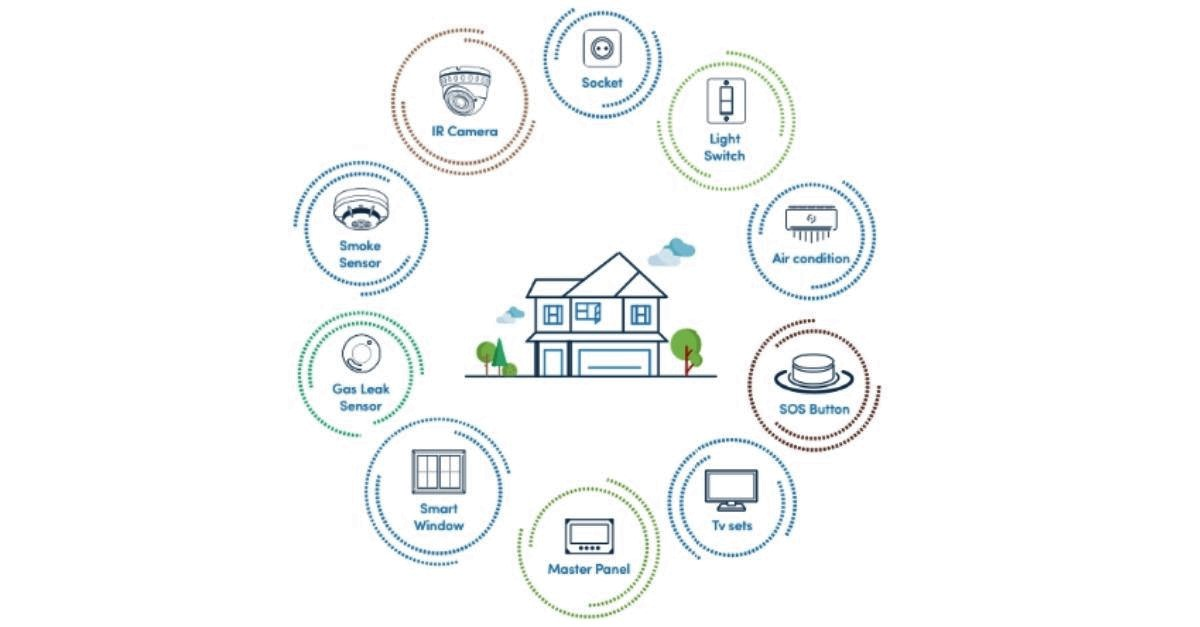 Socket
IR Camera
Light
Switch
Smoke
Sensor
Air condition
Gas Leak
Sensor
SOS Button
Smart
Window
Tv sets
Master Panel